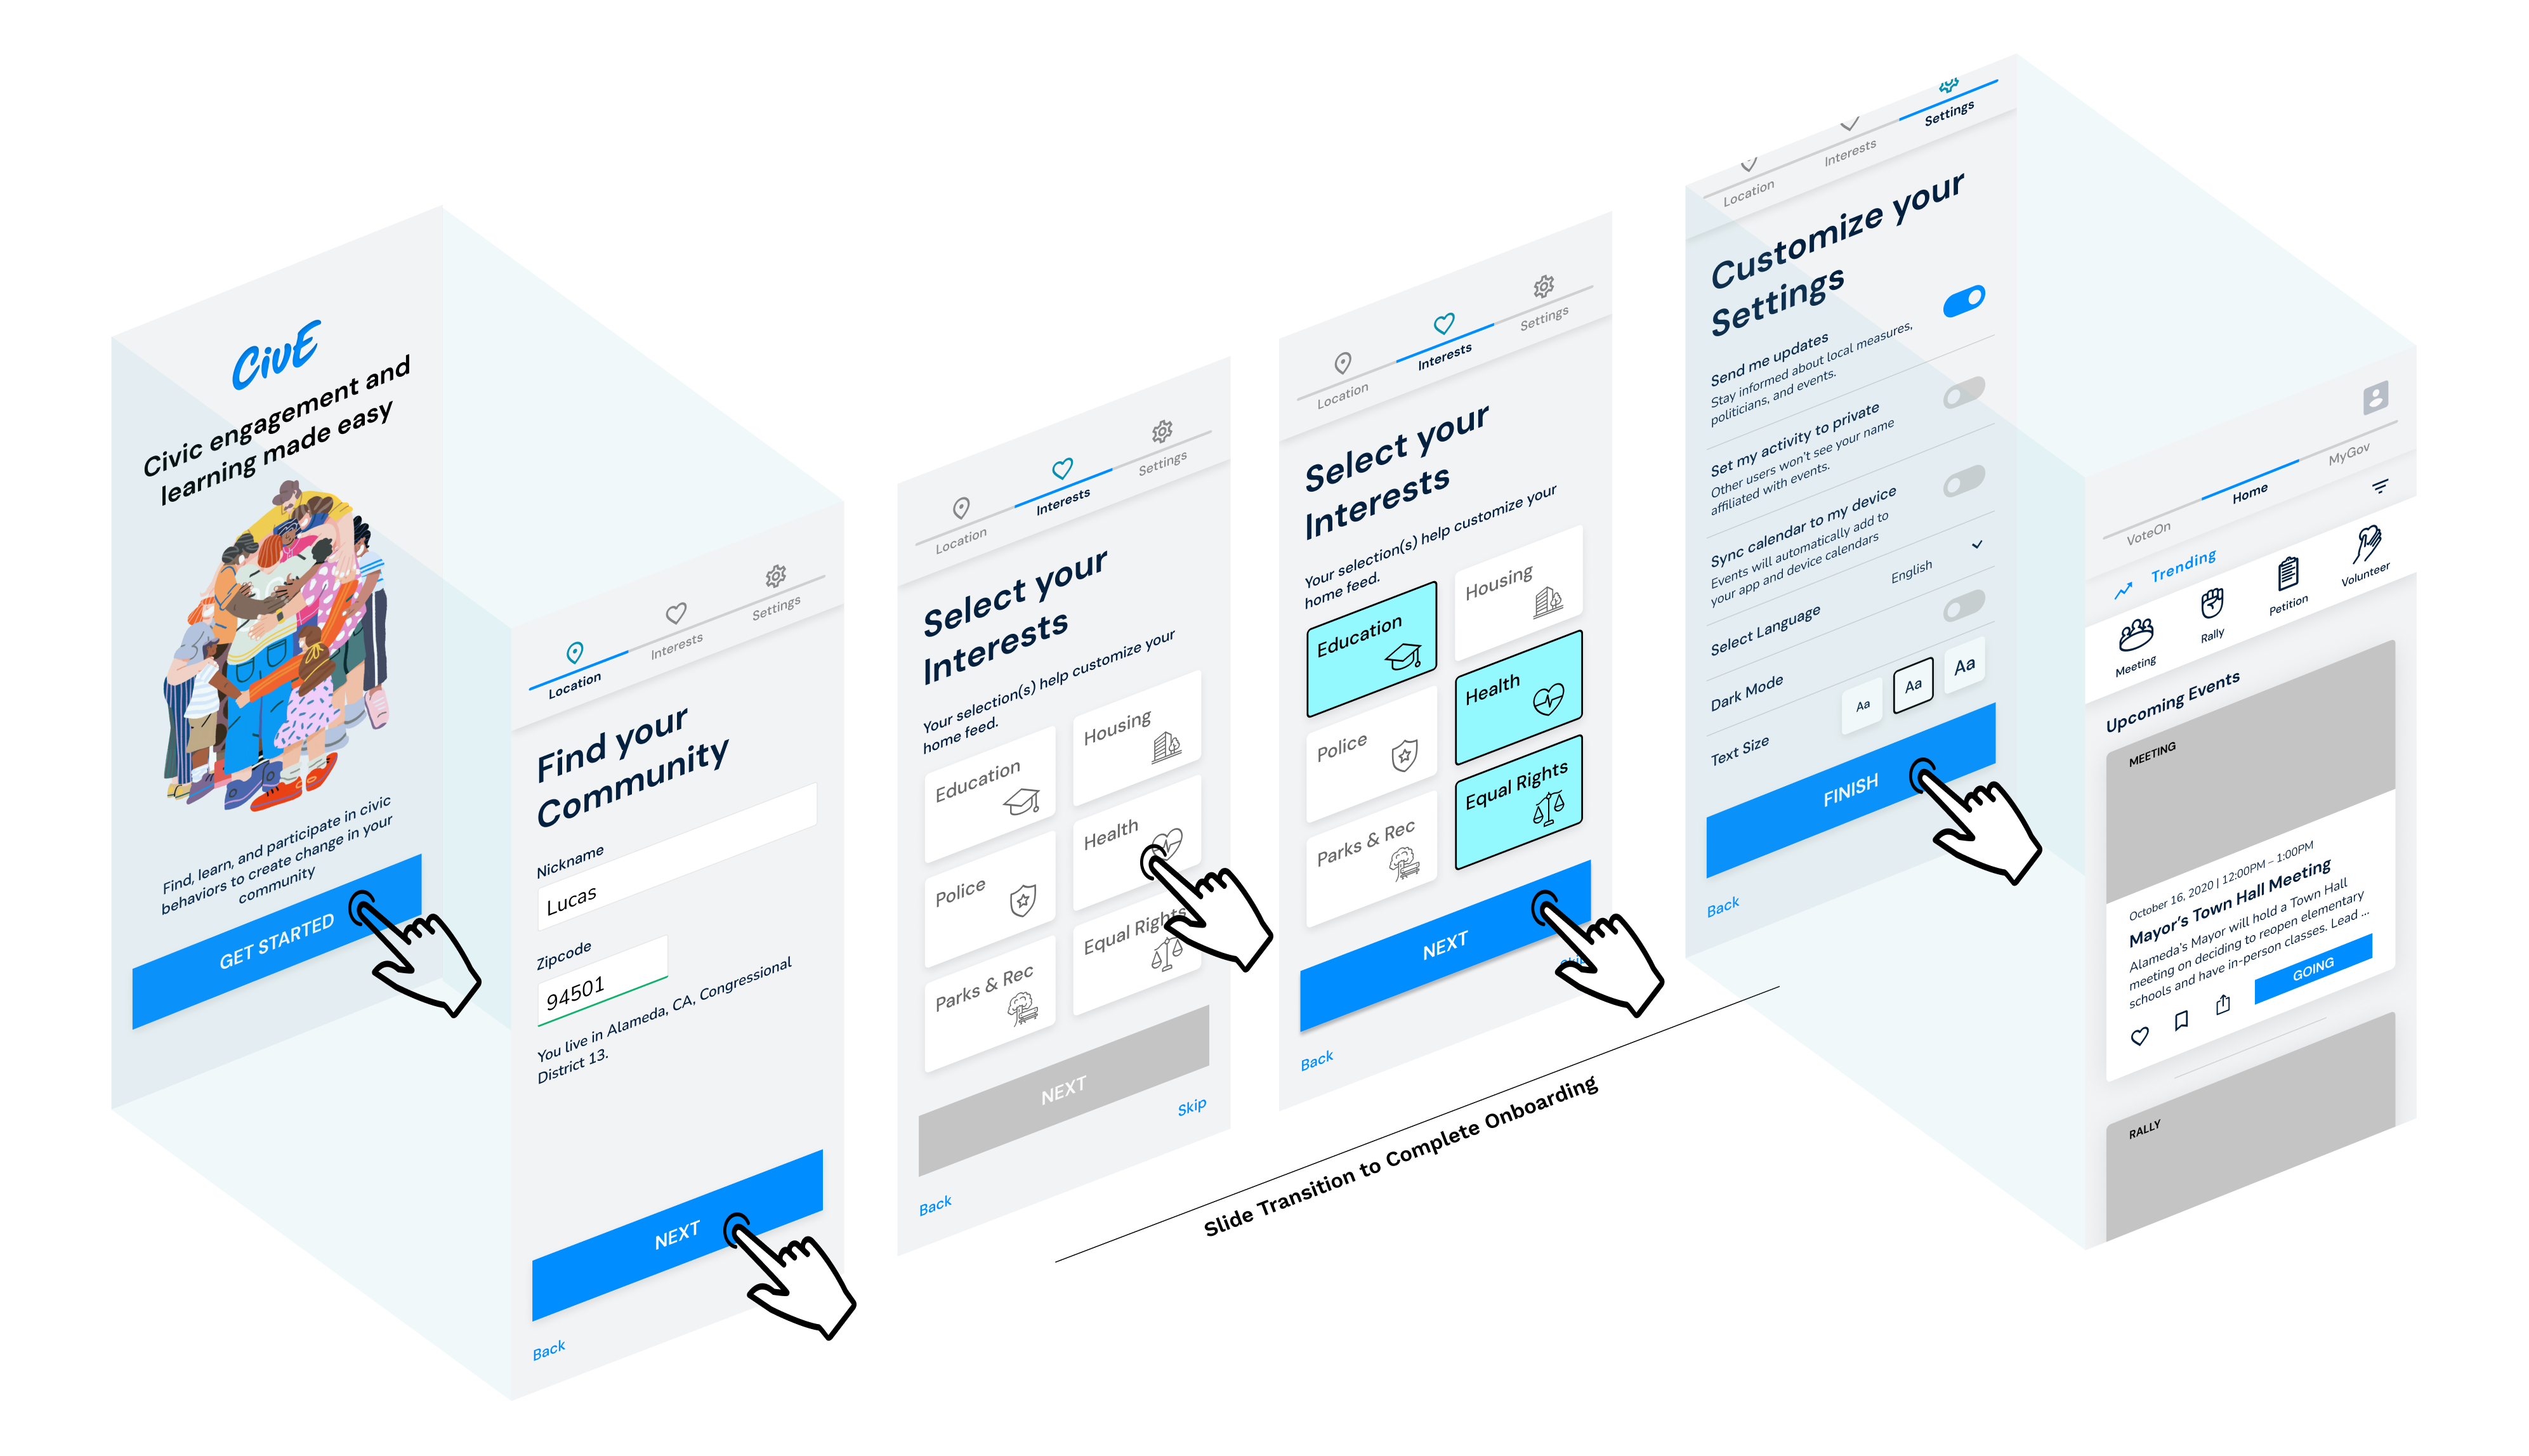 CivE
Civic engagement and
learning made easy
Find, learn, and participate in civic
behaviors to create change in your
community
GET STARTED
Location
Interests
Settings
Find your
Community
Nickname
Lucas
Zipcode
94501
You live in Alameda, CA, Congressional
District 13.
NEXT
Back
Location
Interests
Settings
Select your
Interests
Your selection(s) help customize your
home feed.
Education
Housing
Police
Health
Parks & Rec
Equal Rights
NEXT
Skip
Back
Location
Interests
Settings
Select your
Interests
Your selection(s) help customize your
home feed.
Education
Housing
Police
Health
Parks & Rec
Equal Rights
NEXT
Skip
Back
Slide Transition to Complete Onboarding
Location
Interests
Settings
Customize your
Settings
Send me updates
Stay informed about local measures,
politicians, and events.
Set my activity to private
Other users won't see your name
affiliated with events.
Sync calendar to my device
Events will automatically add to
your app and device calendars
Select Language
English
Dark Mode
Text Size
Aa
Aa
Aa
FINISH
Back
VoteOn
Home
MyGov
Trending
Meeting
Rally
Petition
Volunteer
Upcoming Events
MEETING
October 16, 2020 | 12:00PM – 1:00PM
Mayor's Town Hall Meeting
Alameda's Mayor will hold a Town Hall
meeting on deciding to reopen elementary
schools and have in-person classes. Lead ...
GOING
RALLY